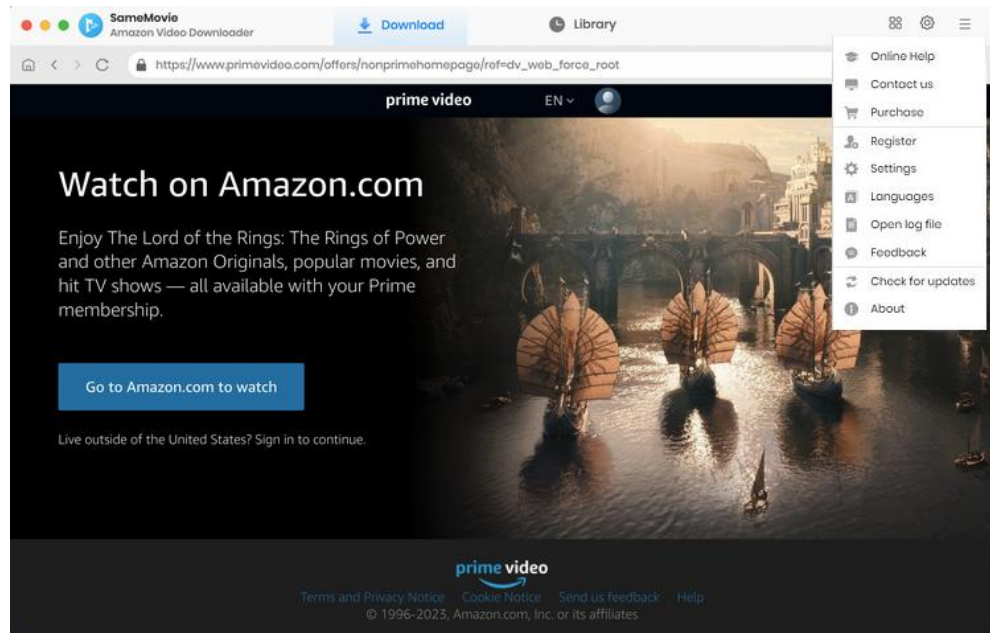 SameMovie
Amazon Video Downloader
Download
Library
https://www.primevideo.com/offers/nonprimehomepage/ref=dv_web_force_root
Online Help
Contact us
Purchase
Register
Settings
Languages
Open log file
Feedback
Check for updates
About
prime video
EN
Watch on Amazon.com
Enjoy The Lord of the Rings: The Rings of Power
and other Amazon Originals, popular movies, and
hit TV shows — all available with your Prime
membership.
Go to Amazon.com to watch
Live outside of the United States? Sign in to continue.
prime video
Terms and Privacy Notice Cookie Notice Send us feedback Help
© 1996-2023, Amazon.com, Inc. or its affiliates